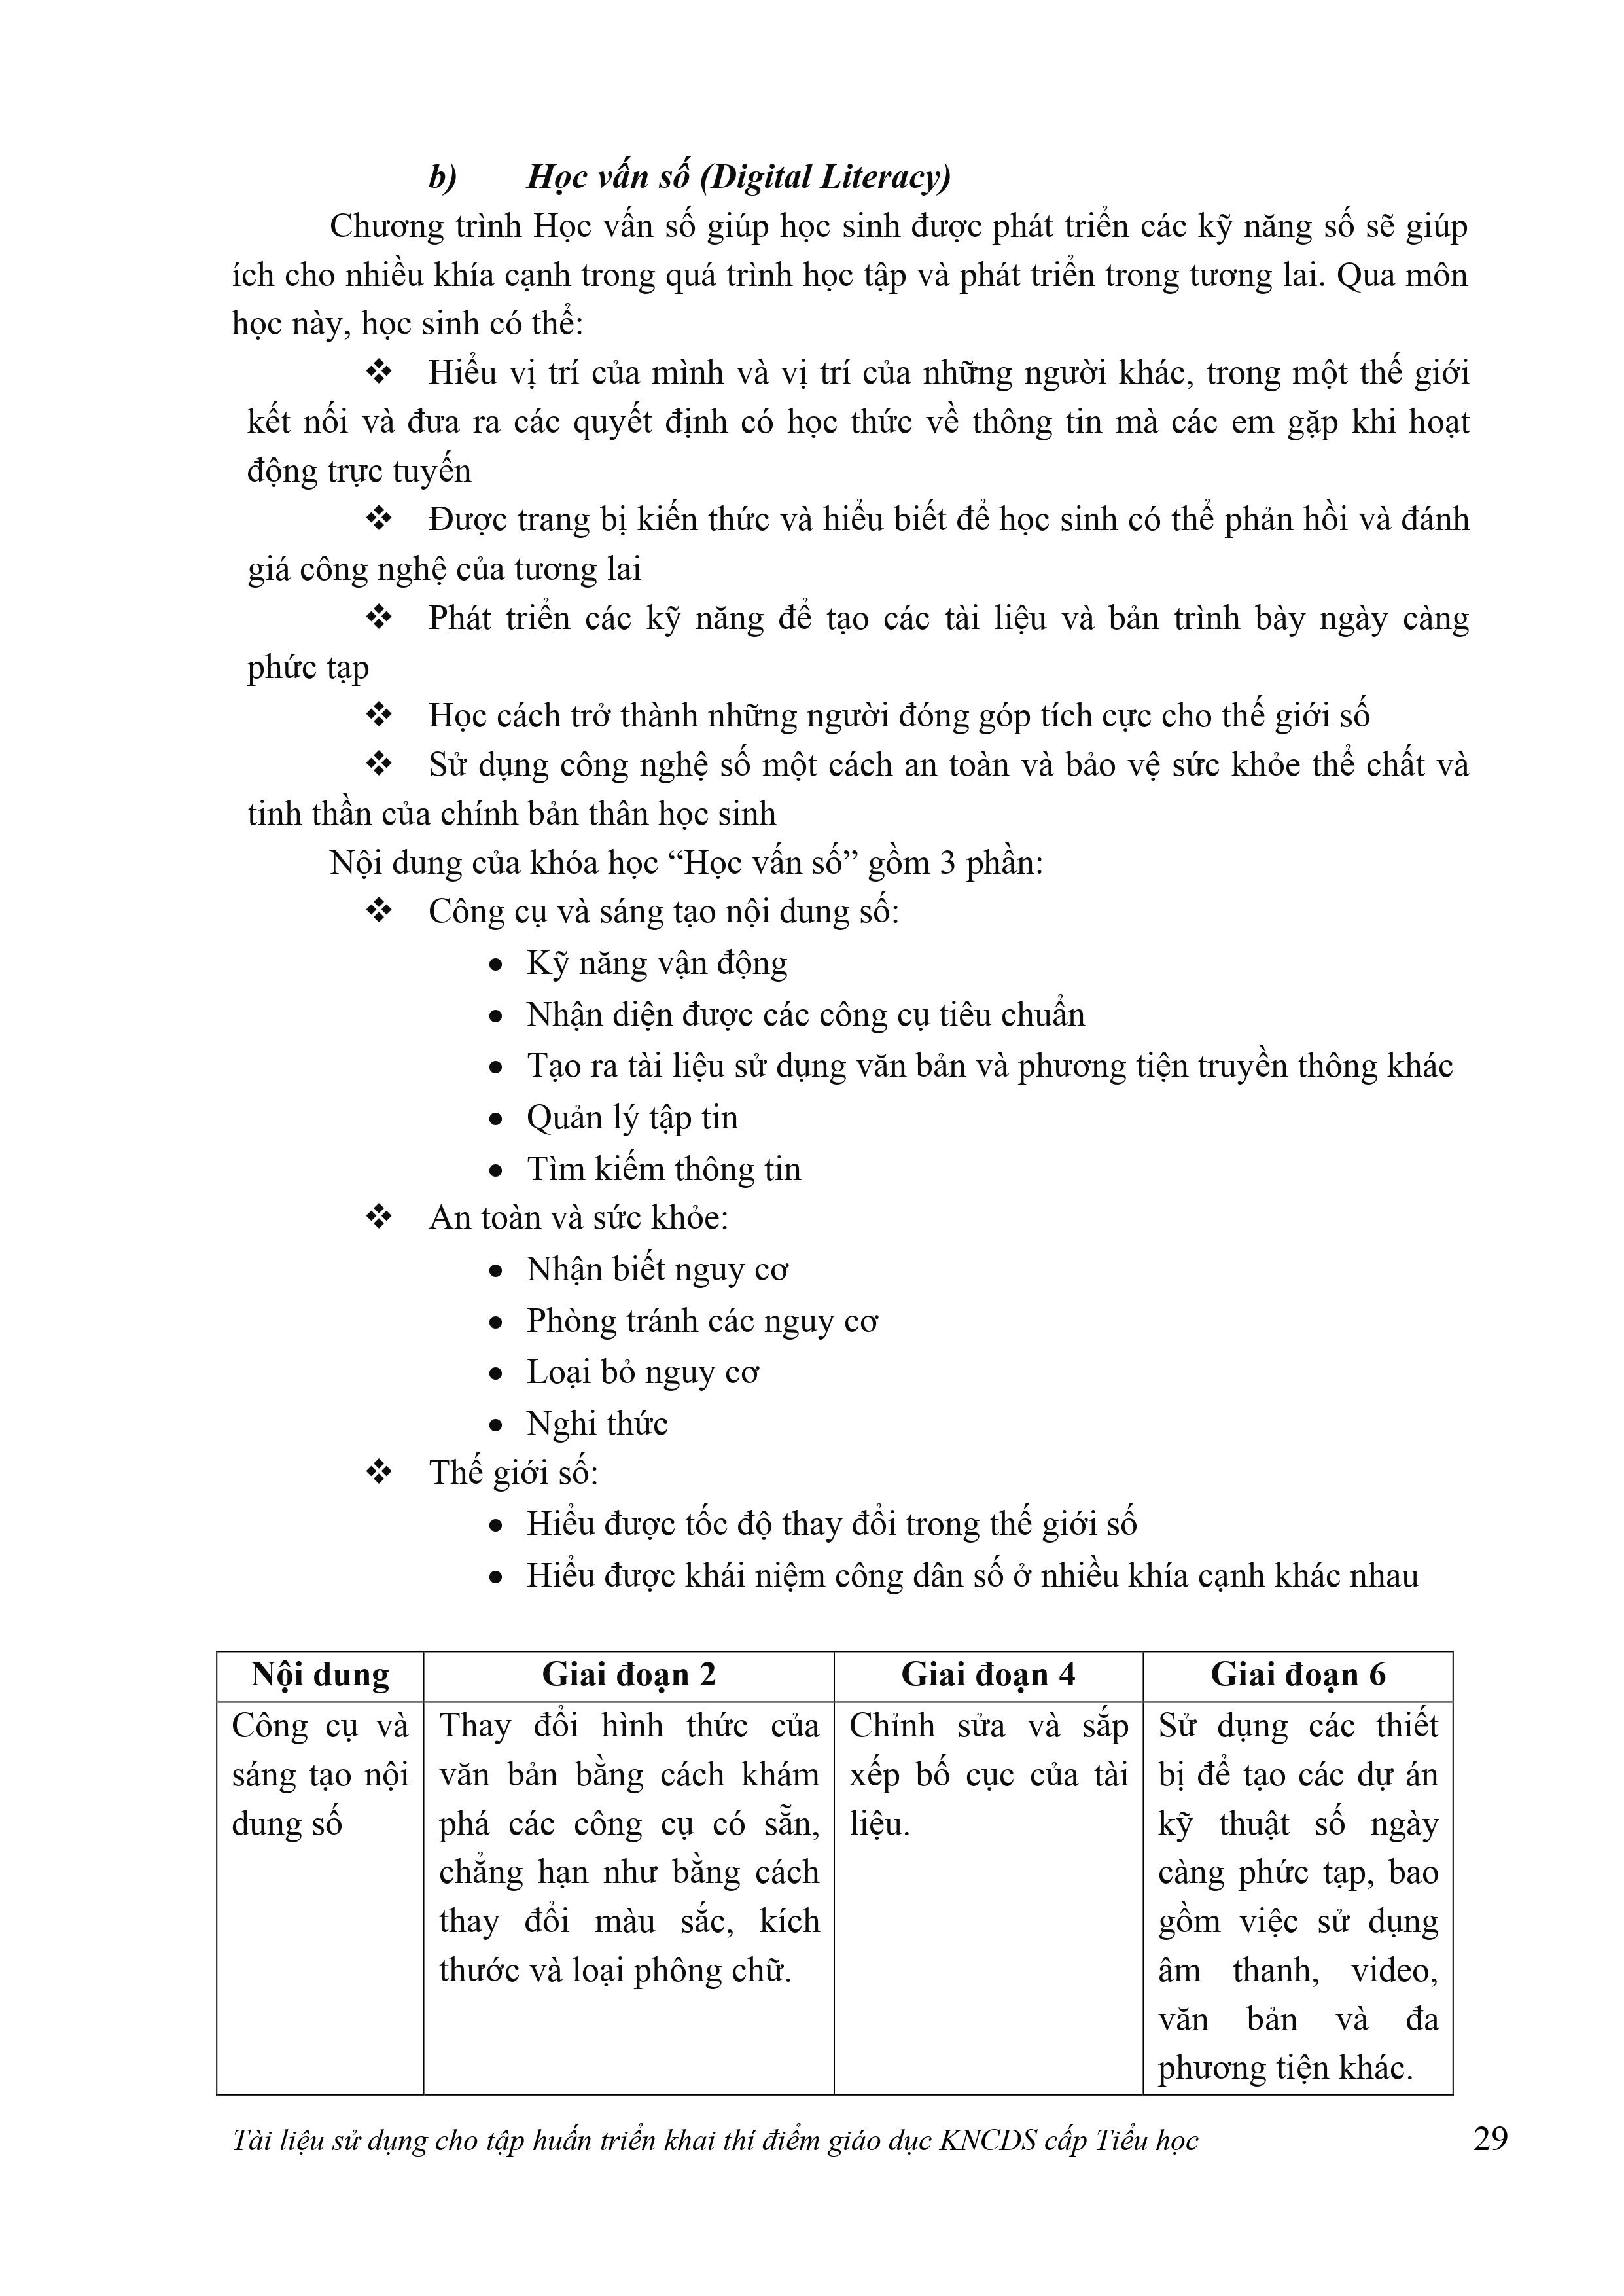 b) Học vấn số (Digital Literacy)
Chương trình Học vấn số giúp học sinh được phát triển các kỹ năng số sẽ giúp
ích cho nhiều khía cạnh trong quá trình học tập và phát triển trong tương lai. Qua môn
học này, học sinh có thể:
❖ Hiểu vị trí của mình và vị trí của những người khác, trong một thế giới
kết nối và đưa ra các quyết định có học thức về thông tin mà các em gặp khi hoạt
động trực tuyến
❖ Được trang bị kiến thức và hiểu biết để học sinh có thể phản hồi và đánh
giá công nghệ của tương lai
❖ Phát triển các kỹ năng để tạo các tài liệu và bản trình bày ngày càng
phức tạp
❖ Học cách trở thành những người đóng góp tích cực cho thế giới số
❖ Sử dụng công nghệ số một cách an toàn và bảo vệ sức khỏe thể chất và
tinh thần của chính bản thân học sinh
Nội dung của khóa học “Học vấn số” gồm 3 phần:
❖ Công cụ và sáng tạo nội dung số:
• Kỹ năng vận động
• Nhận diện được các công cụ tiêu chuẩn
• Tạo ra tài liệu sử dụng văn bản và phương tiện truyền thông khác
• Quản lý tập tin
• Tìm kiếm thông tin
❖ An toàn và sức khỏe:
• Nhận biết nguy cơ
• Phòng tránh các nguy cơ
• Loại bỏ nguy cơ
• Nghi thức
❖ Thế giới số:
• Hiểu được tốc độ thay đổi trong thế giới số
• Hiểu được khái niệm công dân số ở nhiều khía cạnh khác nhau
Nội dung
Giai đoạn 2
Giai đoạn 4
Giai đoạn 6
Công cụ và
sáng tạo nội
dung số
Thay đổi hình thức của
văn bản bằng cách khám
phá các công cụ có sẵn,
chẳng hạn như bằng cách
thay đổi màu sắc, kích
thước và loại phông chữ.
Chỉnh sửa và sắp
xếp bố cục của tài
liệu.
Sử dụng các thiết
bị để tạo các dự án
kỹ thuật số ngày
càng phức tạp, bao
gồm việc sử dụng
âm thanh, video,
văn bản và đa
phương tiện khác.
Tài liệu sử dụng cho tập huấn triển khai thí điểm giáo dục KNCDS cấp Tiểu học 29